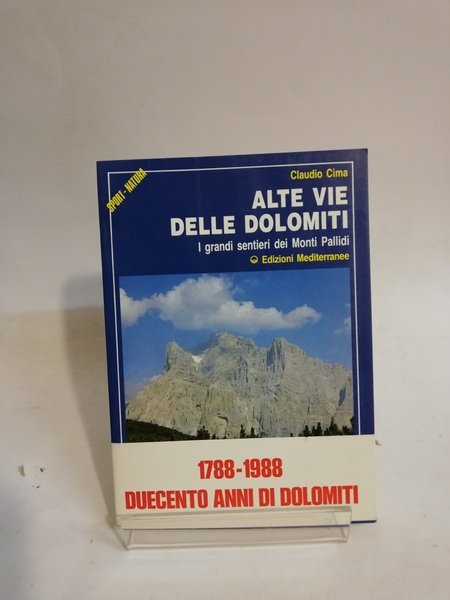 SPORT - NATURA
Claudio Cima
ALTE VIE
DELLE DOLOMITI
I grandi sentieri dei Monti Pallidi
Edizioni Mediterranee
1788-1988
DUECENTO ANNI DI DOLOMITI